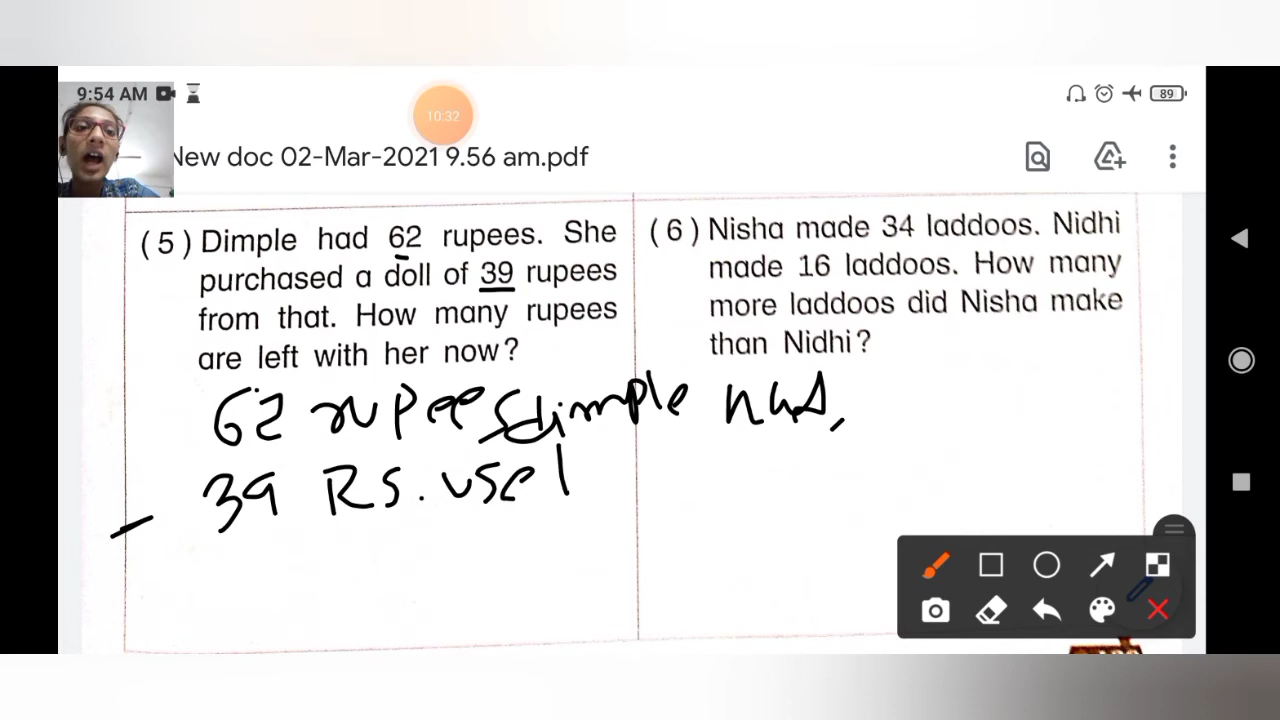 9:54 AM
10:32
89
New doc 02-Mar-2021 9.56 am.pdf
(5) Dimple had 62 rupees. She
purchased a doll of 39 rupees
from that. How many rupees
are left with her now?
(6) Nisha made 34 laddoos. Nidhi
made 16 laddoos. How many
more laddoos did Nisha make
than Nidhi?
62 rupees dimple had,
- 39 Rs. used